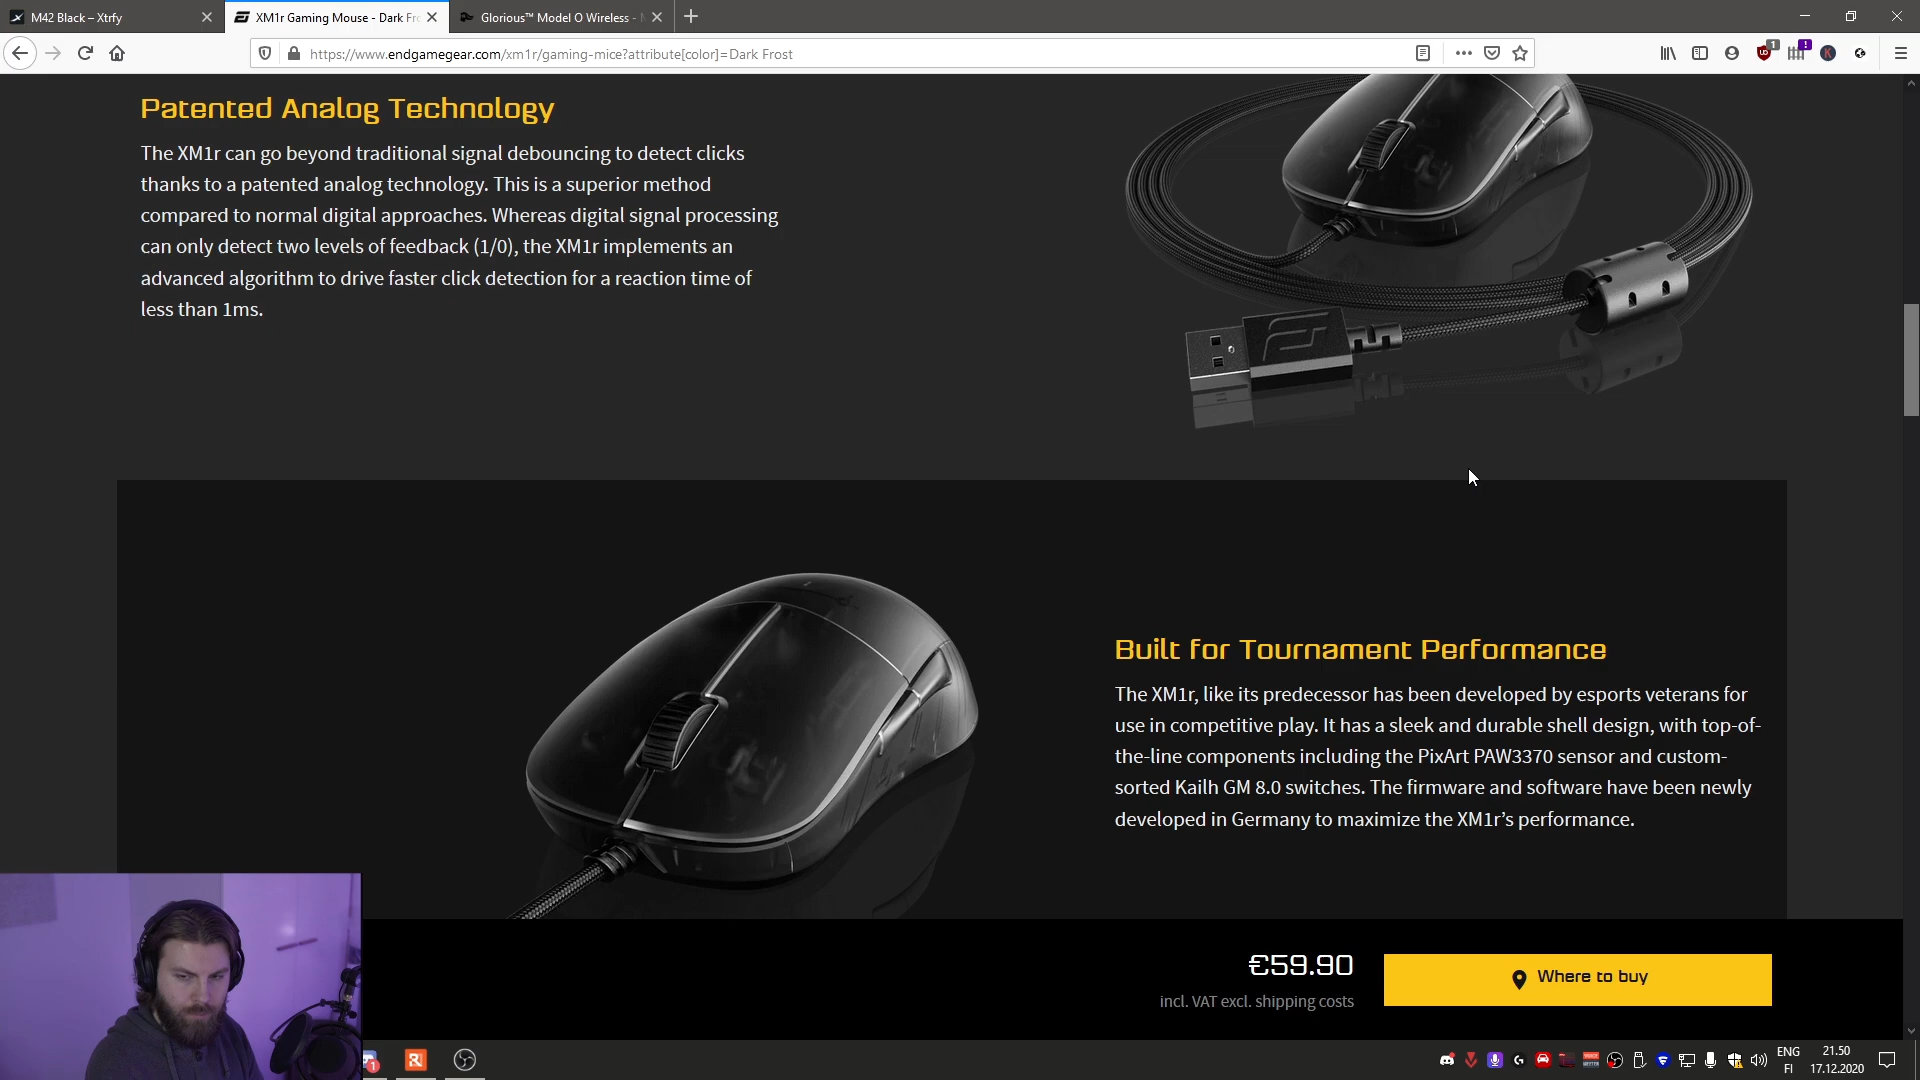 M42 Black – Xtrfy
XM1r Gaming Mouse - Dark Fr
Glorious™ Model O Wireless -
https://www.endgamegear.com/xm1r/gaming-mice?attribute[color]=Dark Frost
1
!
K
Patented Analog Technology
The XM1r can go beyond traditional signal debouncing to detect clicks
thanks to a patented analog technology. This is a superior method
compared to normal digital approaches. Whereas digital signal processing
can only detect two levels of feedback (1/0), the XM1r implements an
advanced algorithm to drive faster click detection for a reaction time of
less than 1ms.
Built for Tournament Performance
The XM1r, like its predecessor has been developed by esports veterans for
use in competitive play. It has a sleek and durable shell design, with top-of-
the-line components including the PixArt PAW3370 sensor and custom-
sorted Kailh GM 8.0 switches. The firmware and software have been newly
developed in Germany to maximize the XM1r’s performance.
€59.90
incl. VAT excl. shipping costs
Where to buy
1
ENG
FI
21.50
17.12.2020